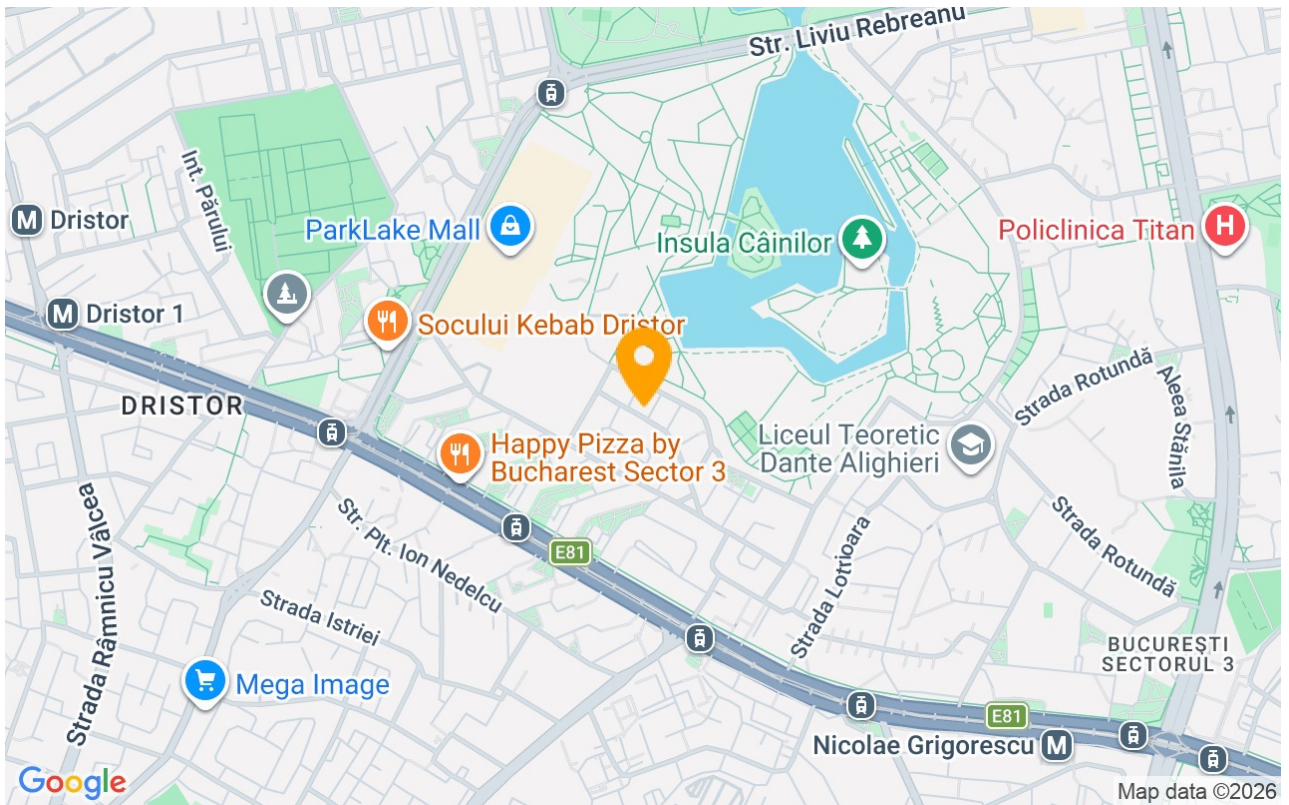 Str. Liviu Rebreanu
Int. Părului
M Dristor
ParkLake Mall
Insula Câinilor
Policlinica Titan H
M Dristor 1
Socului Kebab Dristor
DRISTOR
Strada Rotundă
Aleea Stănila
Happy Pizza by
Bucharest Sector 3
Liceul Teoretic
Dante Alighieri
Strada Râmnicu Vâlcea
Str. Plt. Ion Nedelcu
E81
Strada Lotrioara
Strada Rotundă
Strada Istriei
BUCUREȘTI
SECTORUL 3
Mega Image
E81
Nicolae Grigorescu M
Google
Map data ©2026